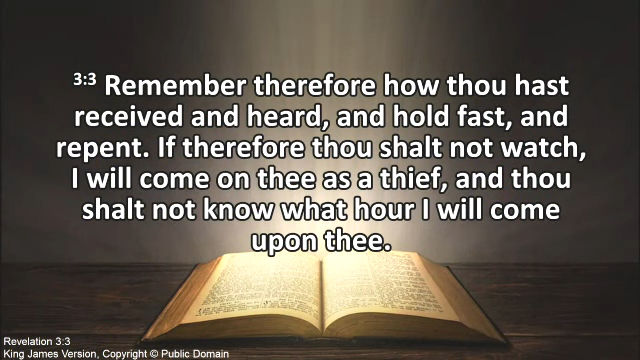 3:3 Remember therefore how thou hast
received and heard, and hold fast, and
repent. If therefore thou shalt not watch,
I will come on thee as a thief, and thou
shalt not know what hour I will come
upon thee.
Revelation 3:3
King James Version, Copyright © Public Domain